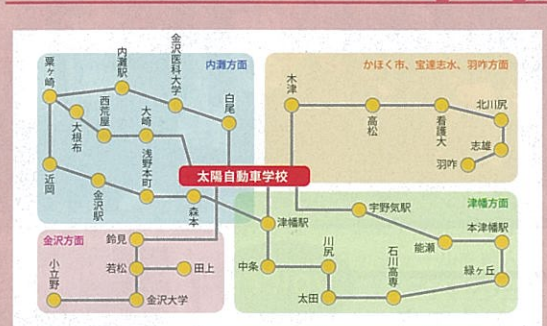 内灘方面
粟ヶ崎
内灘駅
金沢医科大学
白尾
大根布
西荒屋
大崎
近岡
金沢駅
浅野本町
森本
太陽自動車学校
かほく市、宝達志水、羽咋方面
木津
高松
看護大
北川尻
志雄
羽咋
金沢方面
鈴見
若松
田上
小立野
金沢大学
津幡方面
津幡駅
宇野気駅
能瀬
本津幡駅
緑ヶ丘
中条
川尻
太田
石川高専